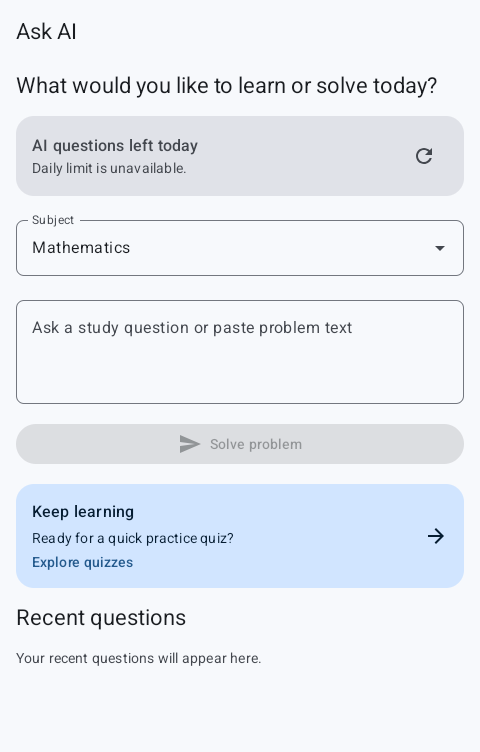 Ask AI
What would you like to learn or solve today?
AI questions left today
Daily limit is unavailable.
Subject
Mathematics
Ask a study question or paste problem text
Solve problem
Keep learning
Ready for a quick practice quiz?
Explore quizzes
Recent questions
Your recent questions will appear here.